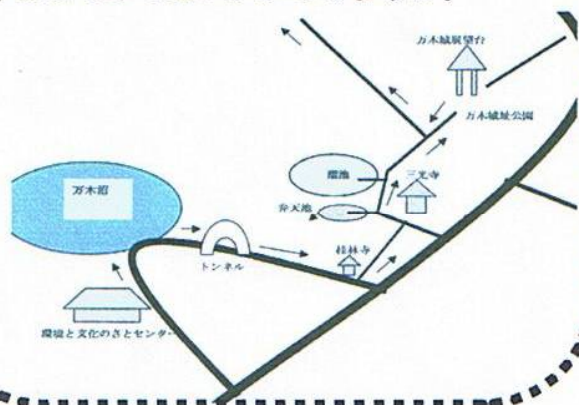 万木城展望台
万木城址公園
溜池
三光寺
万木沼
弁天池
桂林寺
トンネル
環境と文化のさとセンター